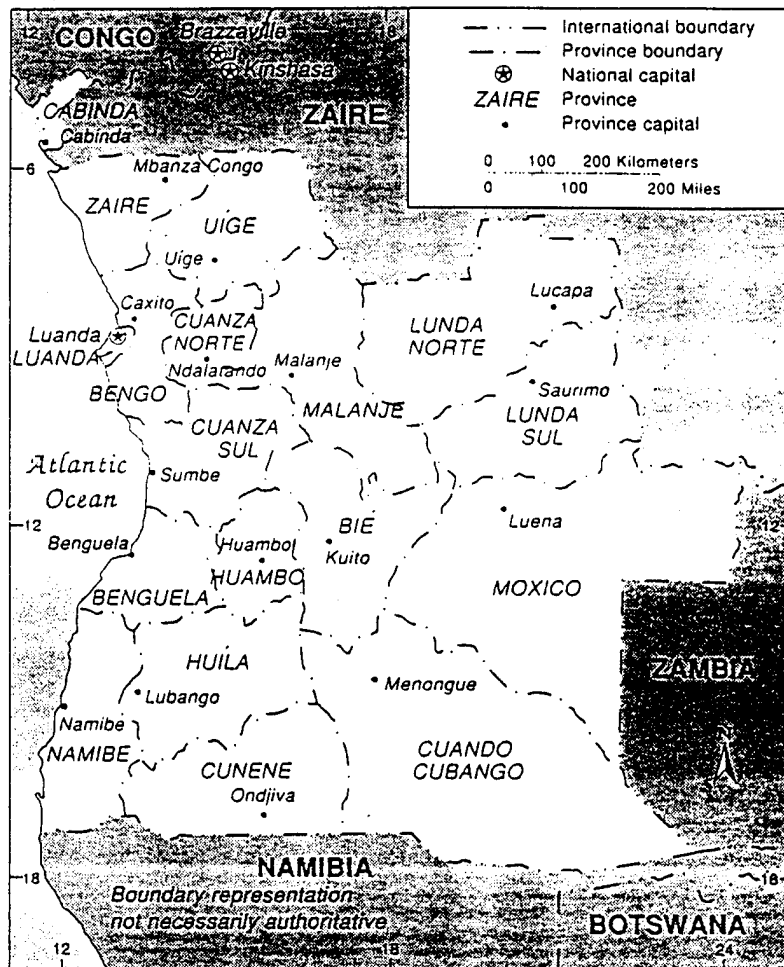 12
18
CONGO
Brazzaville
Kinshasa
CABINDA
Cabinda
ZAIRE
International boundary
Province boundary
National capital
ZAIRE Province
Province capital
0 100 200 Kilometers
0 100 200 Miles
6
Mbanza Congo
ZAIRE
UIGE
Uíge
Caxito
Luanda
LUANDA
CUANZA
NORTE
Ndalatando
Malanje
LUNDA
NORTE
Lucapa
BENGO
CUANZA
SUL
MALANJE
Saurimo
LUNDA
SUL
Atlantic
Ocean
Sumbe
12
12
Luena
BIE
Kuito
Benguela
Huambo
HUAMBO
BENGUELA
MOXICO
HUILA
Lubango
Menongue
ZAMBIA
Namibe
NAMIBE
CUNENE
Ondjiva
CUANDO
CUBANGO
N
18
18
NAMIBIA
Boundary representation
not necessarily authoritative
BOTSWANA
12
18
24